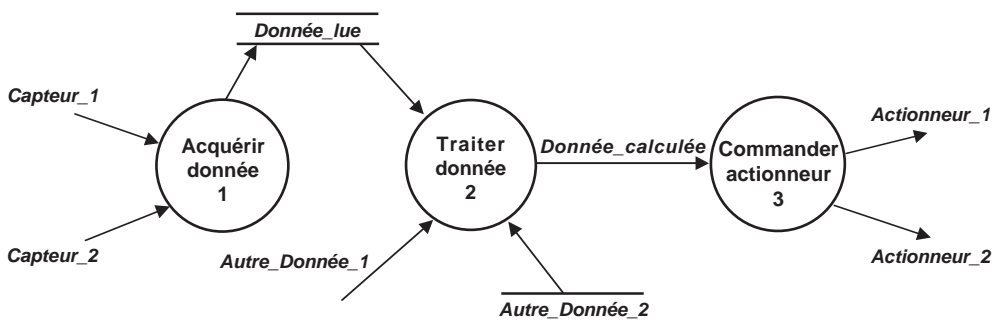 Donnée_lue
Capteur_1
Acquérir
donnée
1
Capteur_2
Traiter
donnée
2
Autre_Donnée_1
Autre_Donnée_2
Donnée_calculée
Commander
actionneur
3
Actionneur_1
Actionneur_2